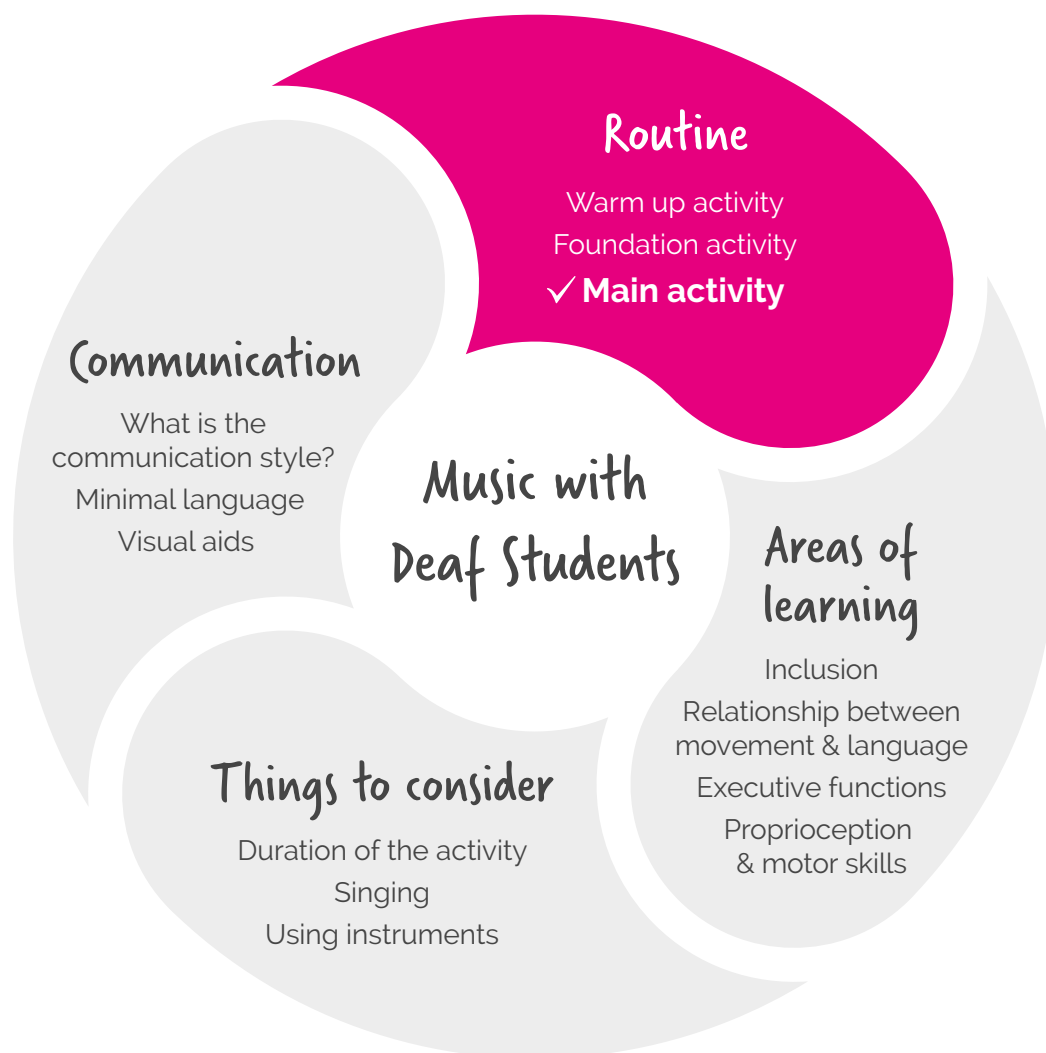 Routine
Warm up activity
Foundation activity
✓ Main activity
Communication
What is the
communication style?
Minimal language
Visual aids
Music with
Deaf Students
Areas of
learning
Inclusion
Relationship between
movement & language
Executive functions
Proprioception
& motor skills
Things to consider
Duration of the activity
Singing
Using instruments